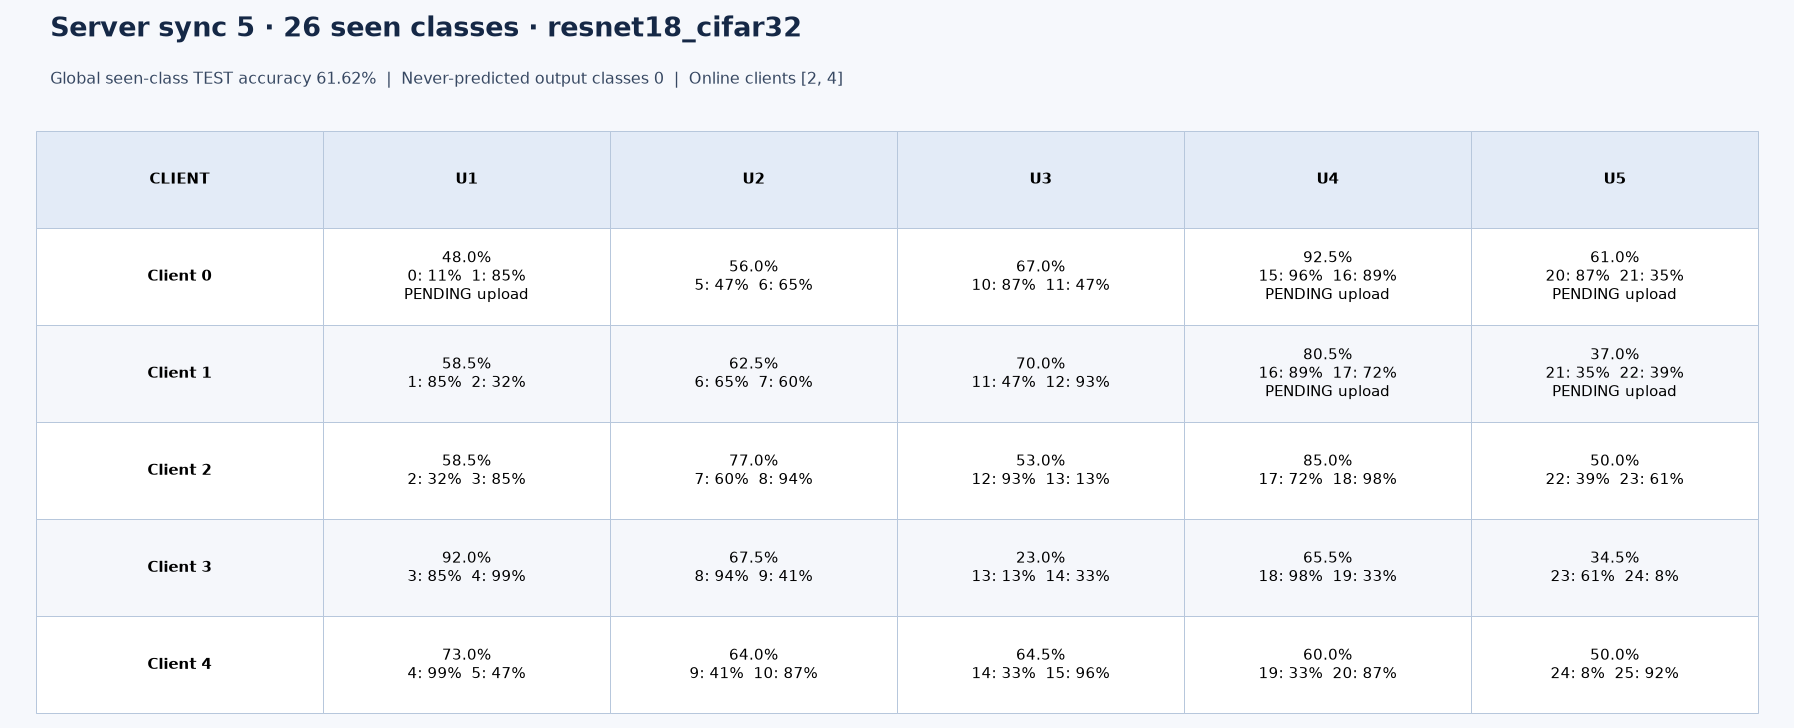 Server sync 5 · 26 seen classes · resnet18_cifar32
Global seen-class TEST accuracy 61.62% | Never-predicted output classes 0 | Online clients [2, 4]
CLIENT U1 U2 U3 U4 U5
Client 0
48.0%
0: 11% 1: 85%
PENDING upload
56.0%
5: 47% 6: 65%
67.0%
10: 87% 11: 47%
92.5%
15: 96% 16: 89%
PENDING upload
61.0%
20: 87% 21: 35%
PENDING upload
Client 1
58.5%
1: 85% 2: 32%
62.5%
6: 65% 7: 60%
70.0%
11: 47% 12: 93%
80.5%
16: 89% 17: 72%
PENDING upload
37.0%
21: 35% 22: 39%
PENDING upload
Client 2
58.5%
2: 32% 3: 85%
77.0%
7: 60% 8: 94%
53.0%
12: 93% 13: 13%
85.0%
17: 72% 18: 98%
50.0%
22: 39% 23: 61%
Client 3
92.0%
3: 85% 4: 99%
67.5%
8: 94% 9: 41%
23.0%
13: 13% 14: 33%
65.5%
18: 98% 19: 33%
34.5%
23: 61% 24: 8%
Client 4
73.0%
4: 99% 5: 47%
64.0%
9: 41% 10: 87%
64.5%
14: 33% 15: 96%
60.0%
19: 33% 20: 87%
50.0%
24: 8% 25: 92%